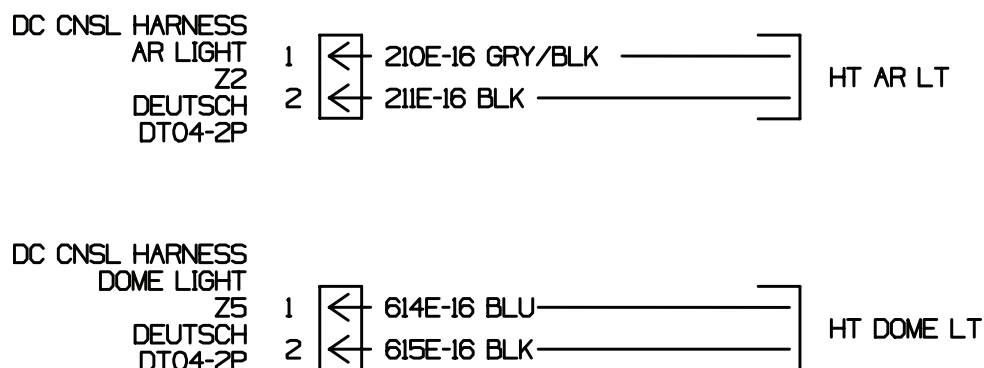 DC CNSL HARNESS
AR LIGHT
Z2
DEUTSCH
DT04-2P
1 210E-16 GRY/BLK
2 211E-16 BLK
HT AR LT
DC CNSL HARNESS
DOME LIGHT
Z5
DEUTSCH
DT04-2P
1 614E-16 BLU
2 615E-16 BLK
HT DOME LT